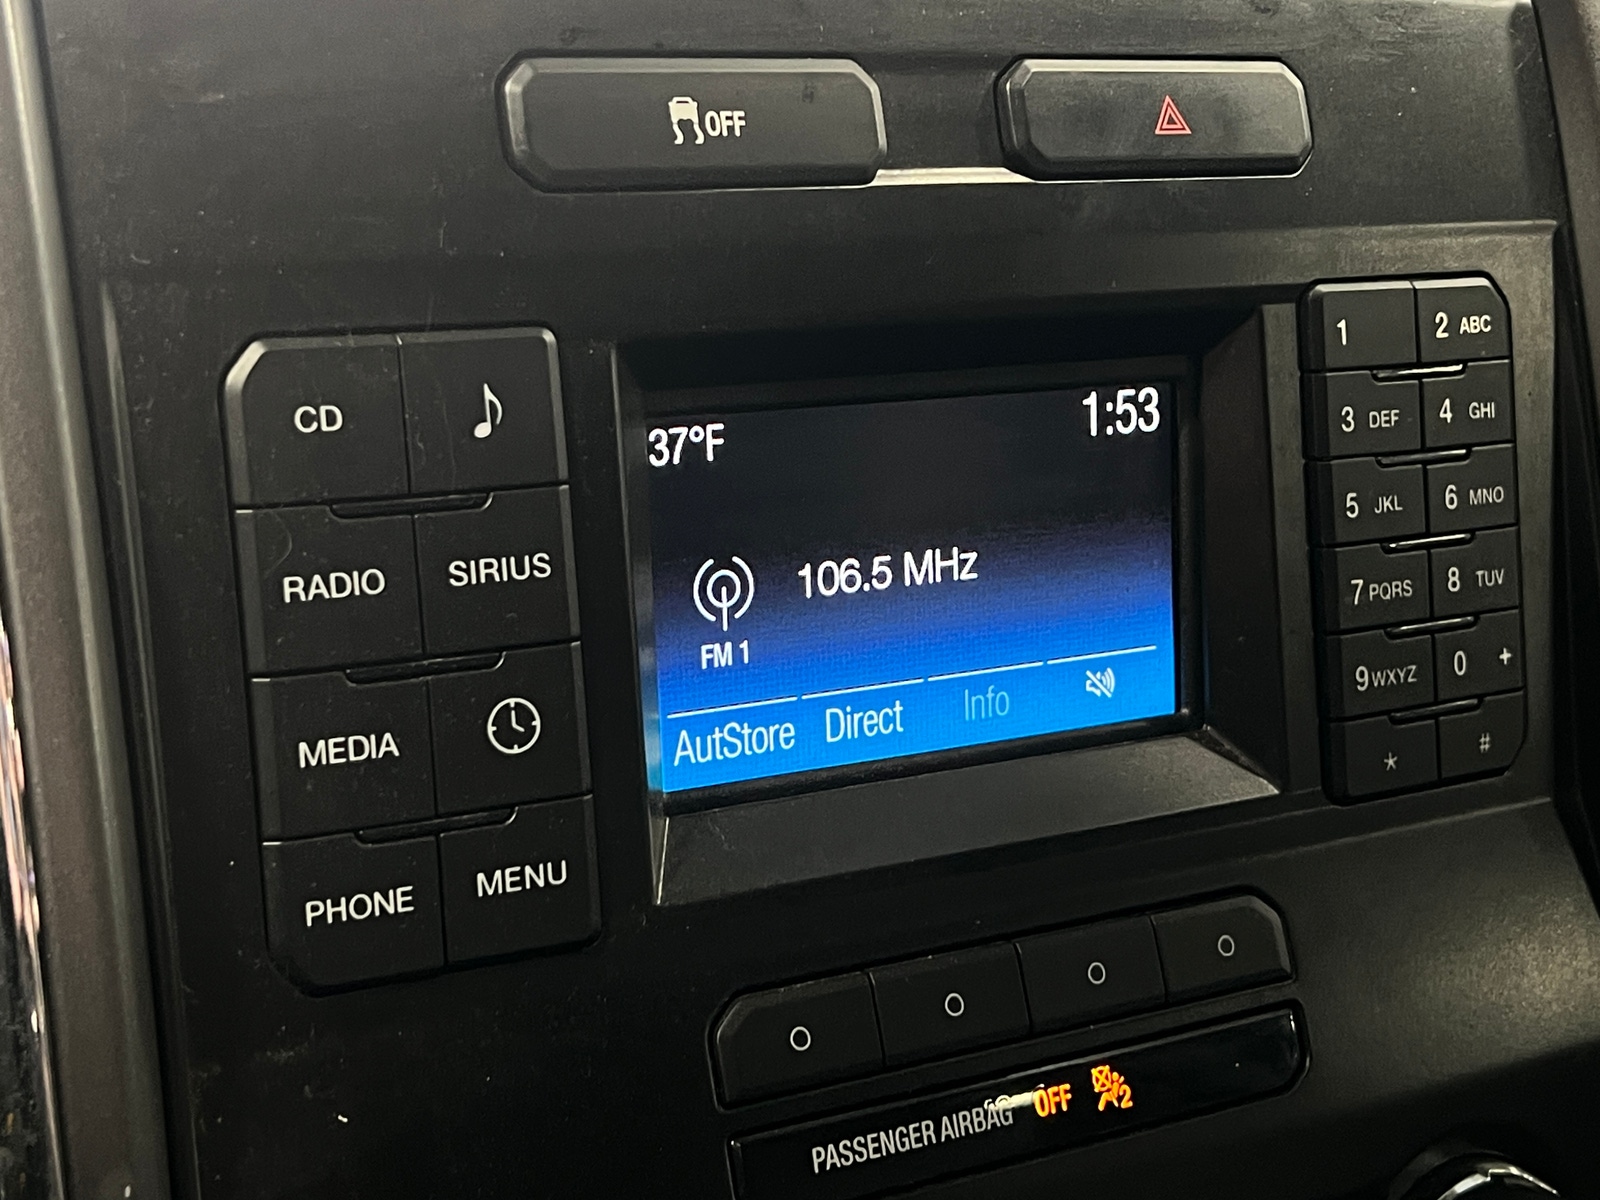 OFF
CD
RADIO
SIRIUS
MEDIA
PHONE
MENU
37°F
1:53
106.5 MHz
FM 1
AutStore Direct Info
1
2 ABC
3 DEF
4 GHI
5 JKL
6 MNO
7 PQRS
8 TUV
9 WXYZ
0 +
*
#
PASSENGER AIRBAG OFF 2